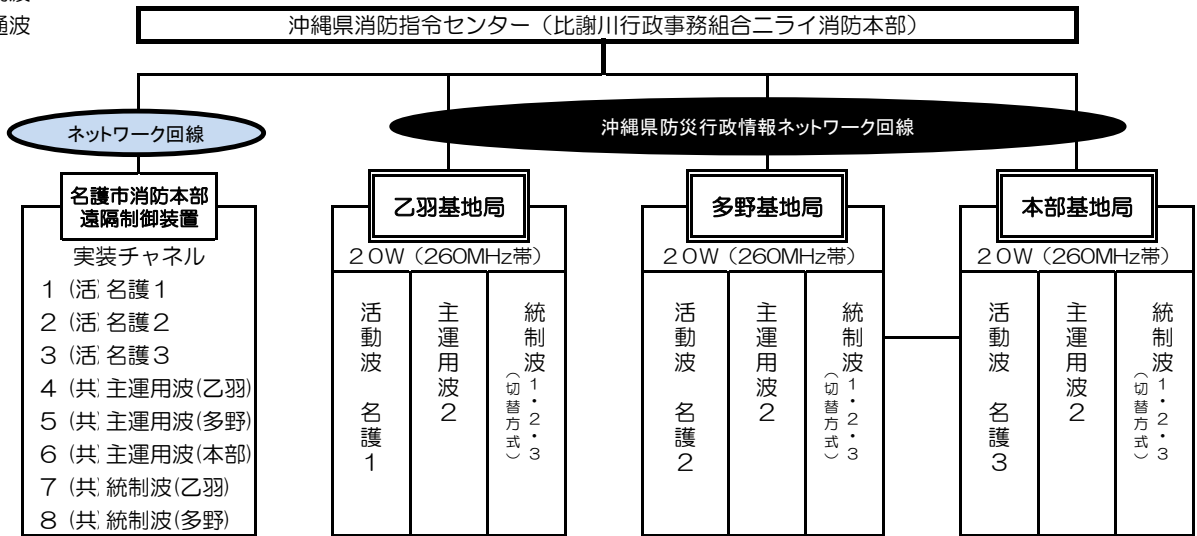 通波
沖縄県消防指令センター（比謝川行政事務組合ニライ消防本部）
ネットワーク回線
沖縄県防災行政情報ネットワーク回線
名護市消防本部
遠隔制御装置
実装チャネル
1 (活) 名護1
2 (活) 名護2
3 (活) 名護3
4 (共) 主運用波(乙羽)
5 (共) 主運用波(多野)
6 (共) 主運用波(本部)
7 (共) 統制波(乙羽)
8 (共) 統制波(多野)
乙羽基地局
20W（260MHz帯）
活動波 名護1
主運用波2
統制波1・2・3
（切替方式）
多野基地局
20W（260MHz帯）
活動波 名護2
主運用波2
統制波1・2・3
（切替方式）
本部基地局
20W（260MHz帯）
活動波 名護3
主運用波2
統制波1・2・3
（切替方式）